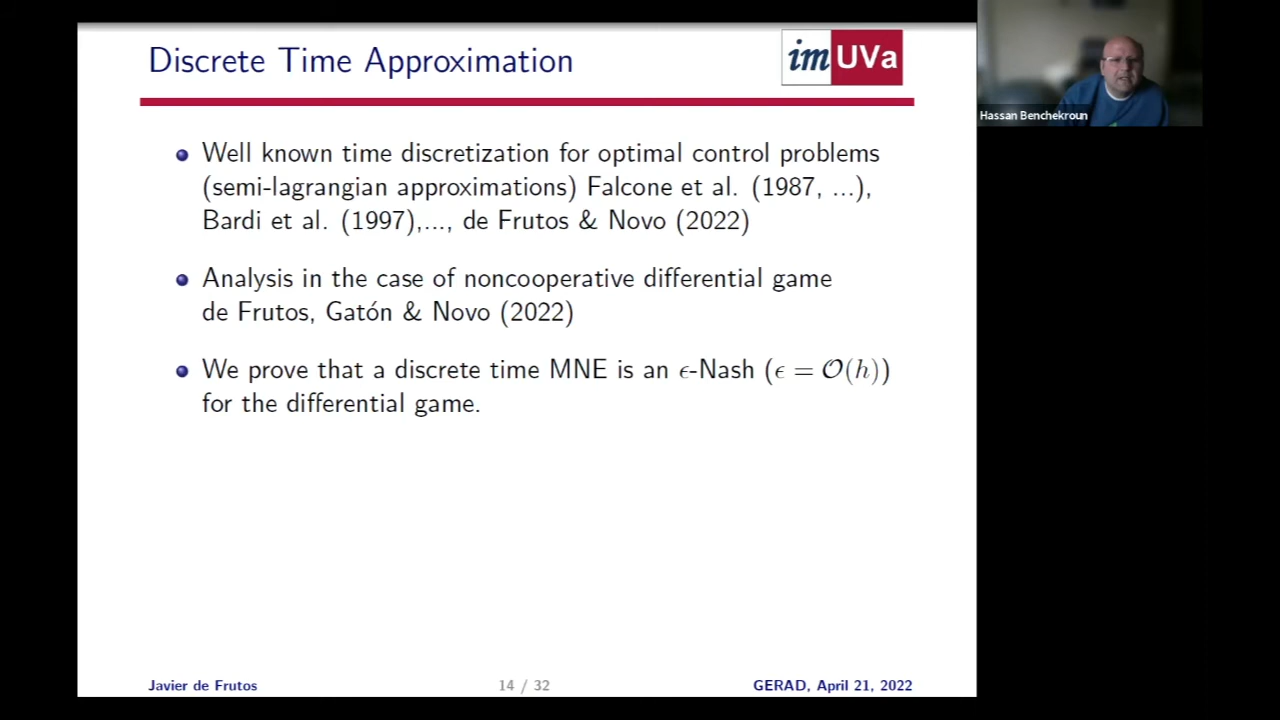 Discrete Time Approximation
imUVa
Hassan Benchekroun
Well known time discretization for optimal control problems
(semi-lagrangian approximations) Falcone et al. (1987, ...),
Bardi et al. (1997),..., de Frutos & Novo (2022)
Analysis in the case of noncooperative differential game
de Frutos, Gatón & Novo (2022)
We prove that a discrete time MNE is an ϵ-Nash (ϵ = 𝒪(h))
for the differential game.
Javier de Frutos
14 / 32
GERAD, April 21, 2022